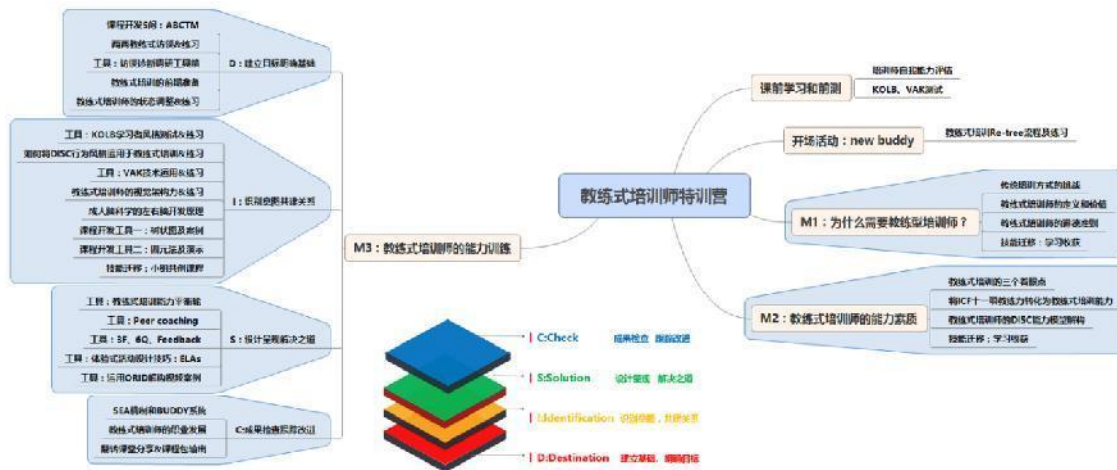 课程开发5问：ABCTM
两两教练式访谈&练习
工具：访谈诊断调研工具箱
教练式培训的前期准备
教练式培训师的状态调整&练习
D：建立目标明确基础
工具：KOLB学习者风格测试&练习
如何将DISC行为风格运用于教练式培训&练习
工具：VAK技术运用&练习
教练式培训师的视觉架构力&练习
成人脑科学的左右脑开发原理
课程开发工具一：树状图及案例
课程开发工具二：四元法及演示
技能迁移：小组共创课程
I：识别意图共建关系
M3：教练式培训师的能力训练
工具：教练式培训能力平衡轮
工具：Peer coaching
工具：BF、6Q、Feedback
工具：体验式活动设计技巧：ELAs
工具：运用ORID解构视频案例
S：设计呈现解决之道
SEA机制和BUDDY系统
教练式培训师的职业发展
翻转课堂分享&课程包输出
C:成果检查跟踪改进
教练式培训师特训营
课前学习和前测
培训师自我能力评估
KOLB、VAK测试
开场活动：new buddy
教练式培训Re-tree流程及练习
M1：为什么需要教练型培训师？
传统培训方式的挑战
教练式培训师的定义和价值
教练式培训师的
技能迁移：学习收获
M2：教练式培训师的能力素质
教练式培训的三个着眼点
将ICF十一项教练力转化为教练式培训能力
教练式培训师的DISC能力模型解构
技能迁移：学习收获
C:Check 成果检查 跟踪改进
S:Solution 设计呈现 解决之道
I:Identification 识别意图，共建关系
D:Destination 建立基础，明确目标